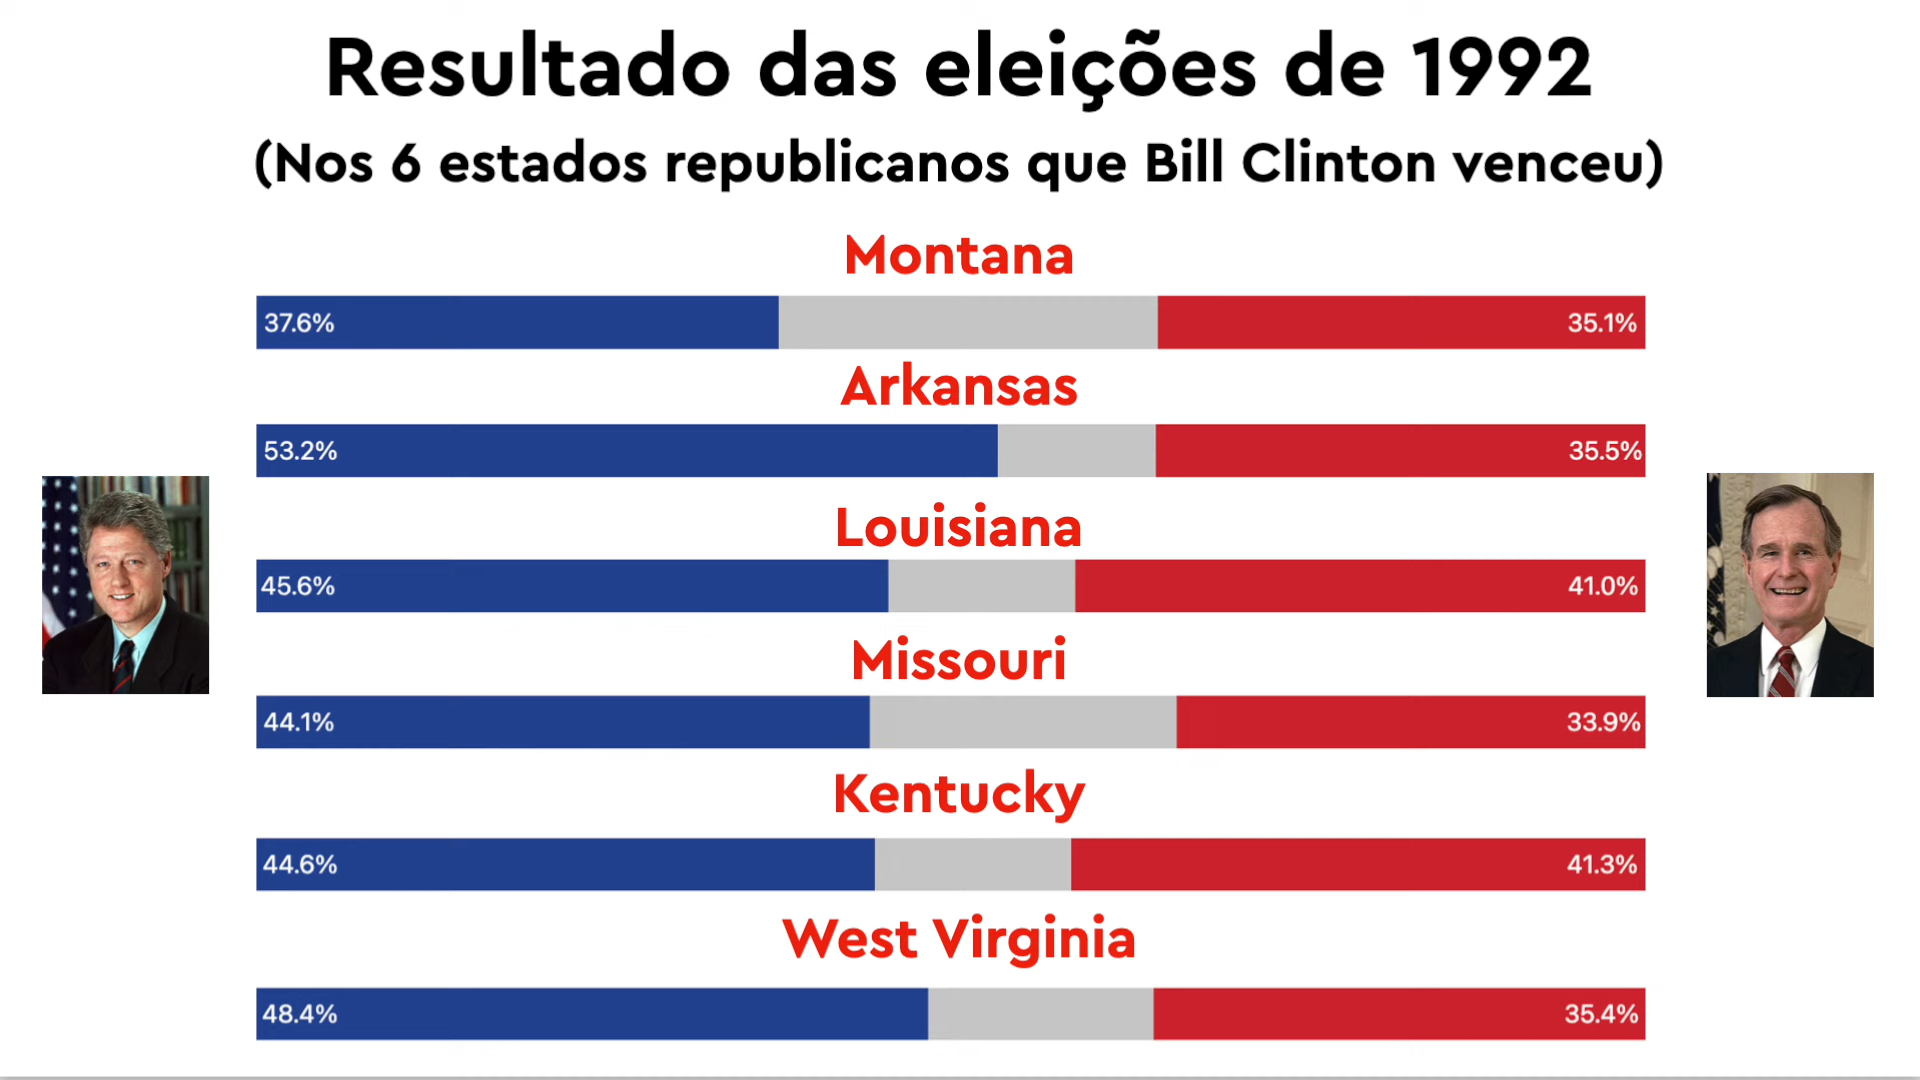 Resultado das eleições de 1992
(Nos 6 estados republicanos que Bill Clinton venceu)
Montana
37.6% 35.1%
Arkansas
53.2% 35.5%
Louisiana
45.6% 41.0%
Missouri
44.1% 33.9%
Kentucky
44.6% 41.3%
West Virginia
48.4% 35.4%